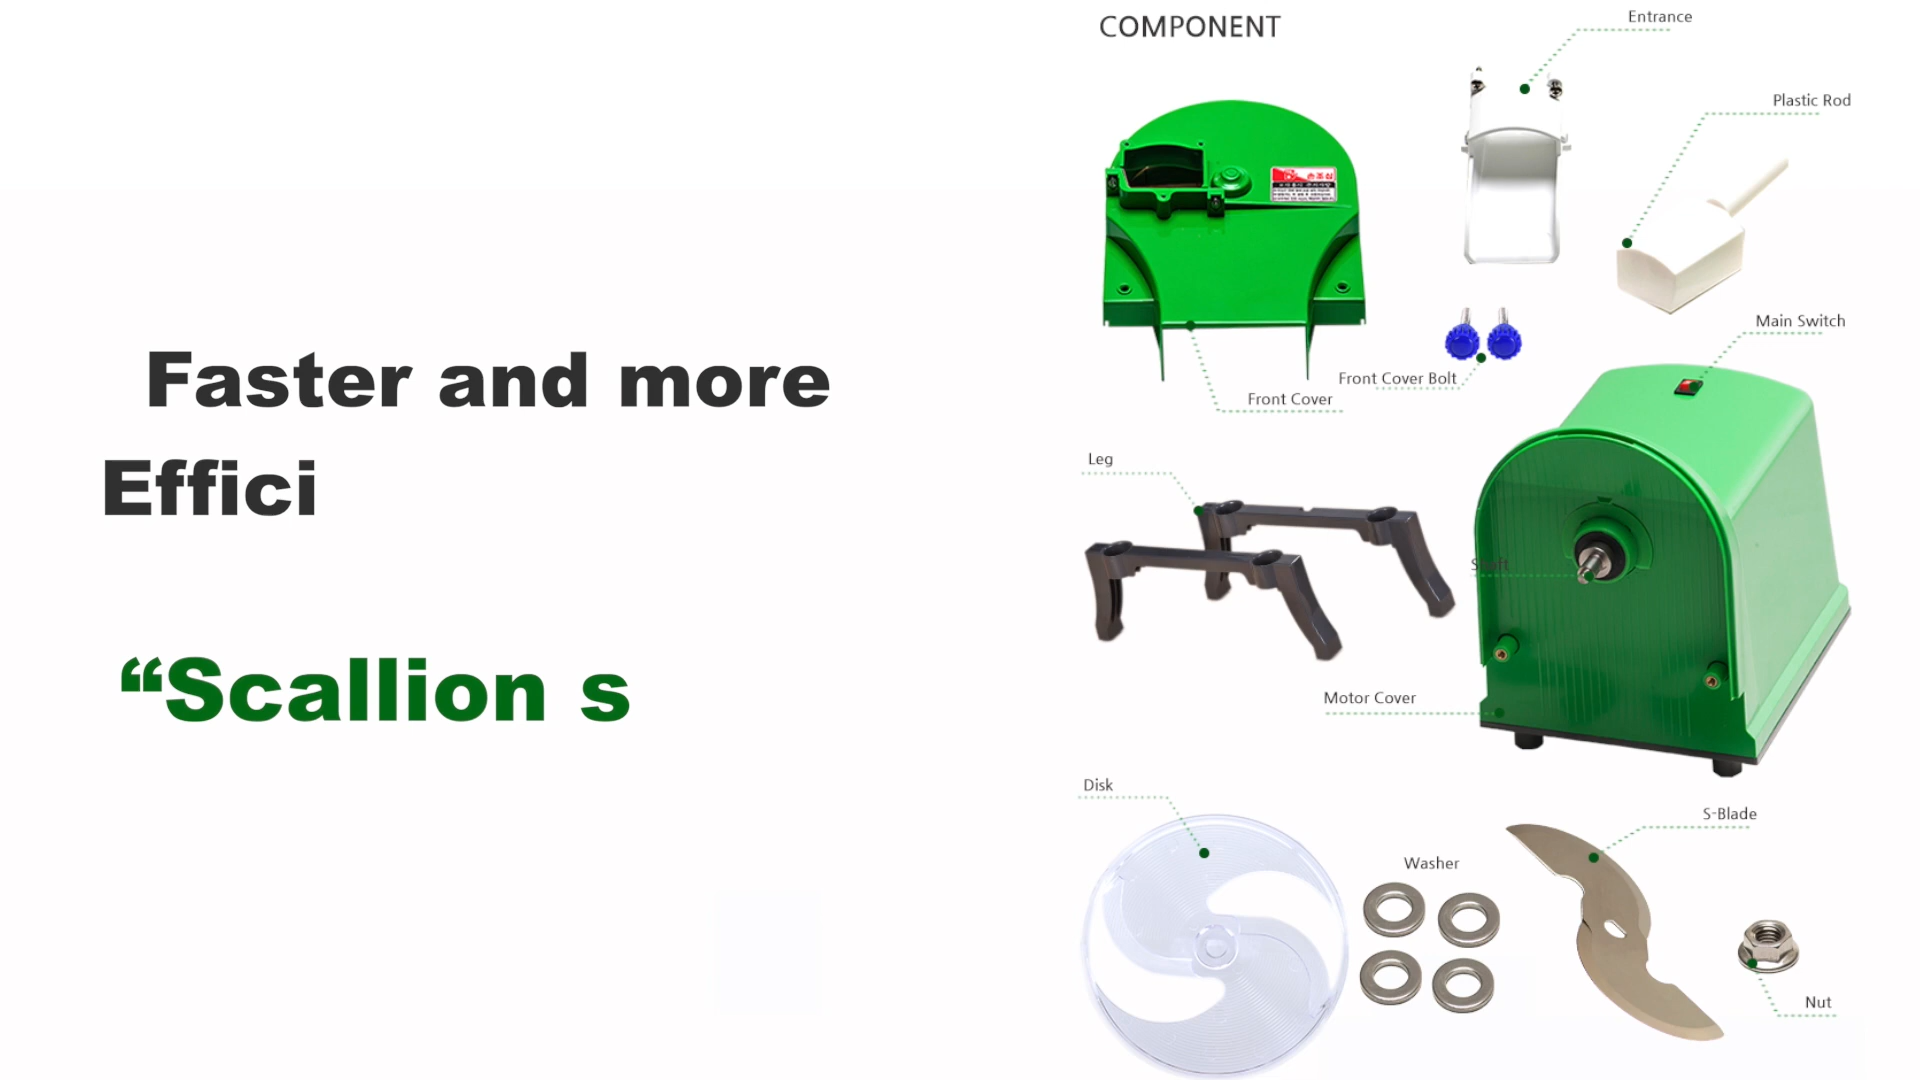 COMPONENT
Entrance
Plastic Rod
Main Switch
Front Cover Bolt
Front Cover
Faster and more
Effici
Leg
Shaft
“Scallion s
Motor Cover
Disk
S-Blade
Washer
Nut